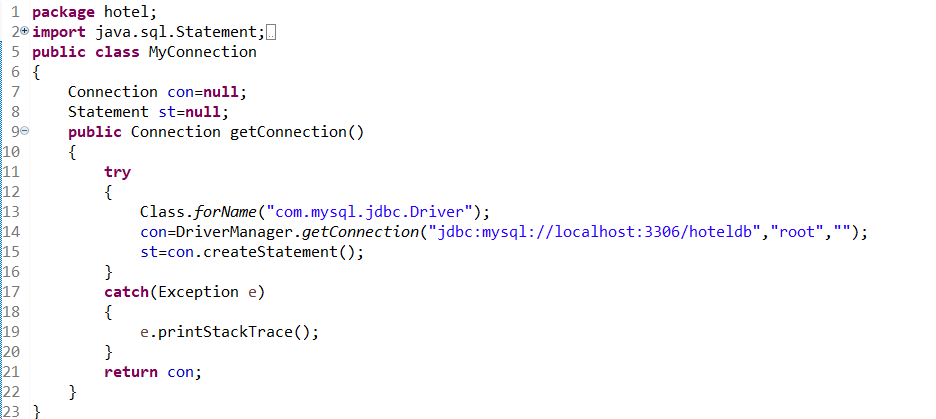 1 package hotel;
2 import java.sql.Statement;
5 public class MyConnection
6 {
7     Connection con=null;
8     Statement st=null;
9     public Connection getConnection()
10     {
11         try
12         {
13             Class.forName("com.mysql.jdbc.Driver");
14             con=DriverManager.getConnection("jdbc:mysql://localhost:3306/hoteldb","root","");
15             st=con.createStatement();
16         }
17         catch(Exception e)
18         {
19             e.printStackTrace();
20         }
21         return con;
22     }
23 }